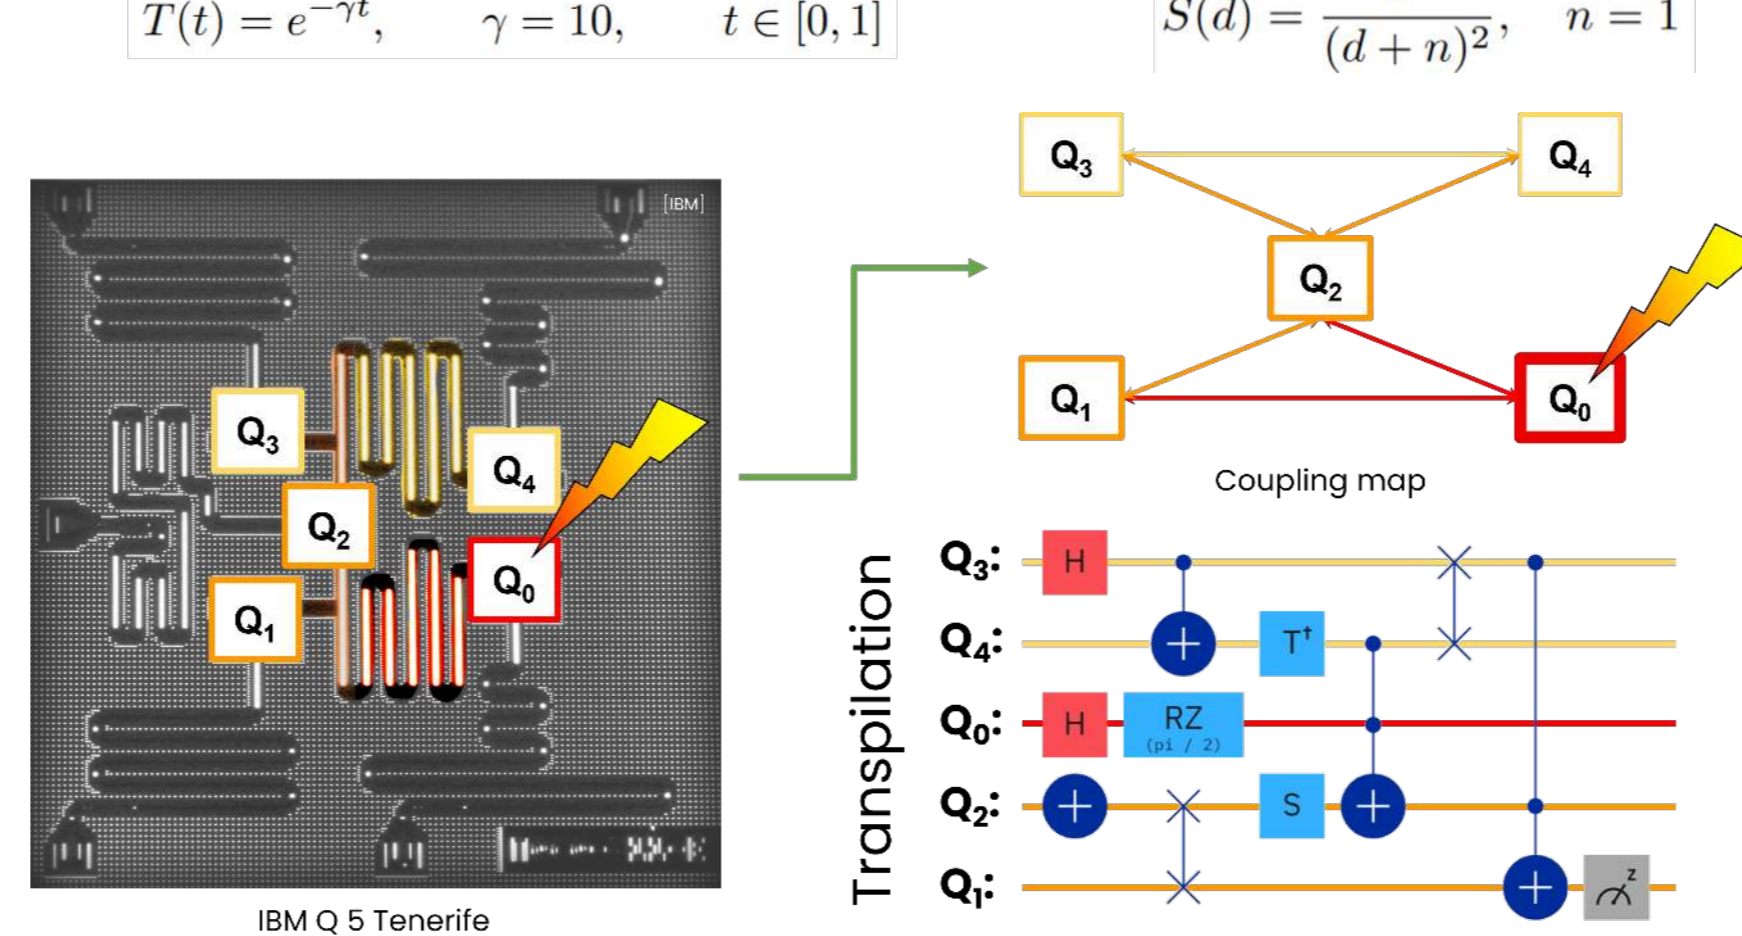 T(t) = e^{-γt}, γ = 10, t ∈ [0, 1]
S(d) = / (d + n)², n = 1
[IBM]
Q₃
Q₄
Q₂
Q₁
Q₀
IBM Q 5 Tenerife
Q₃
Q₄
Q₂
Q₁
Q₀
Coupling map
Transpilation
Q₃: H
Q₄: T†
Q₀: H RZ
(pi / 2)
Q₂: S
Q₁: z